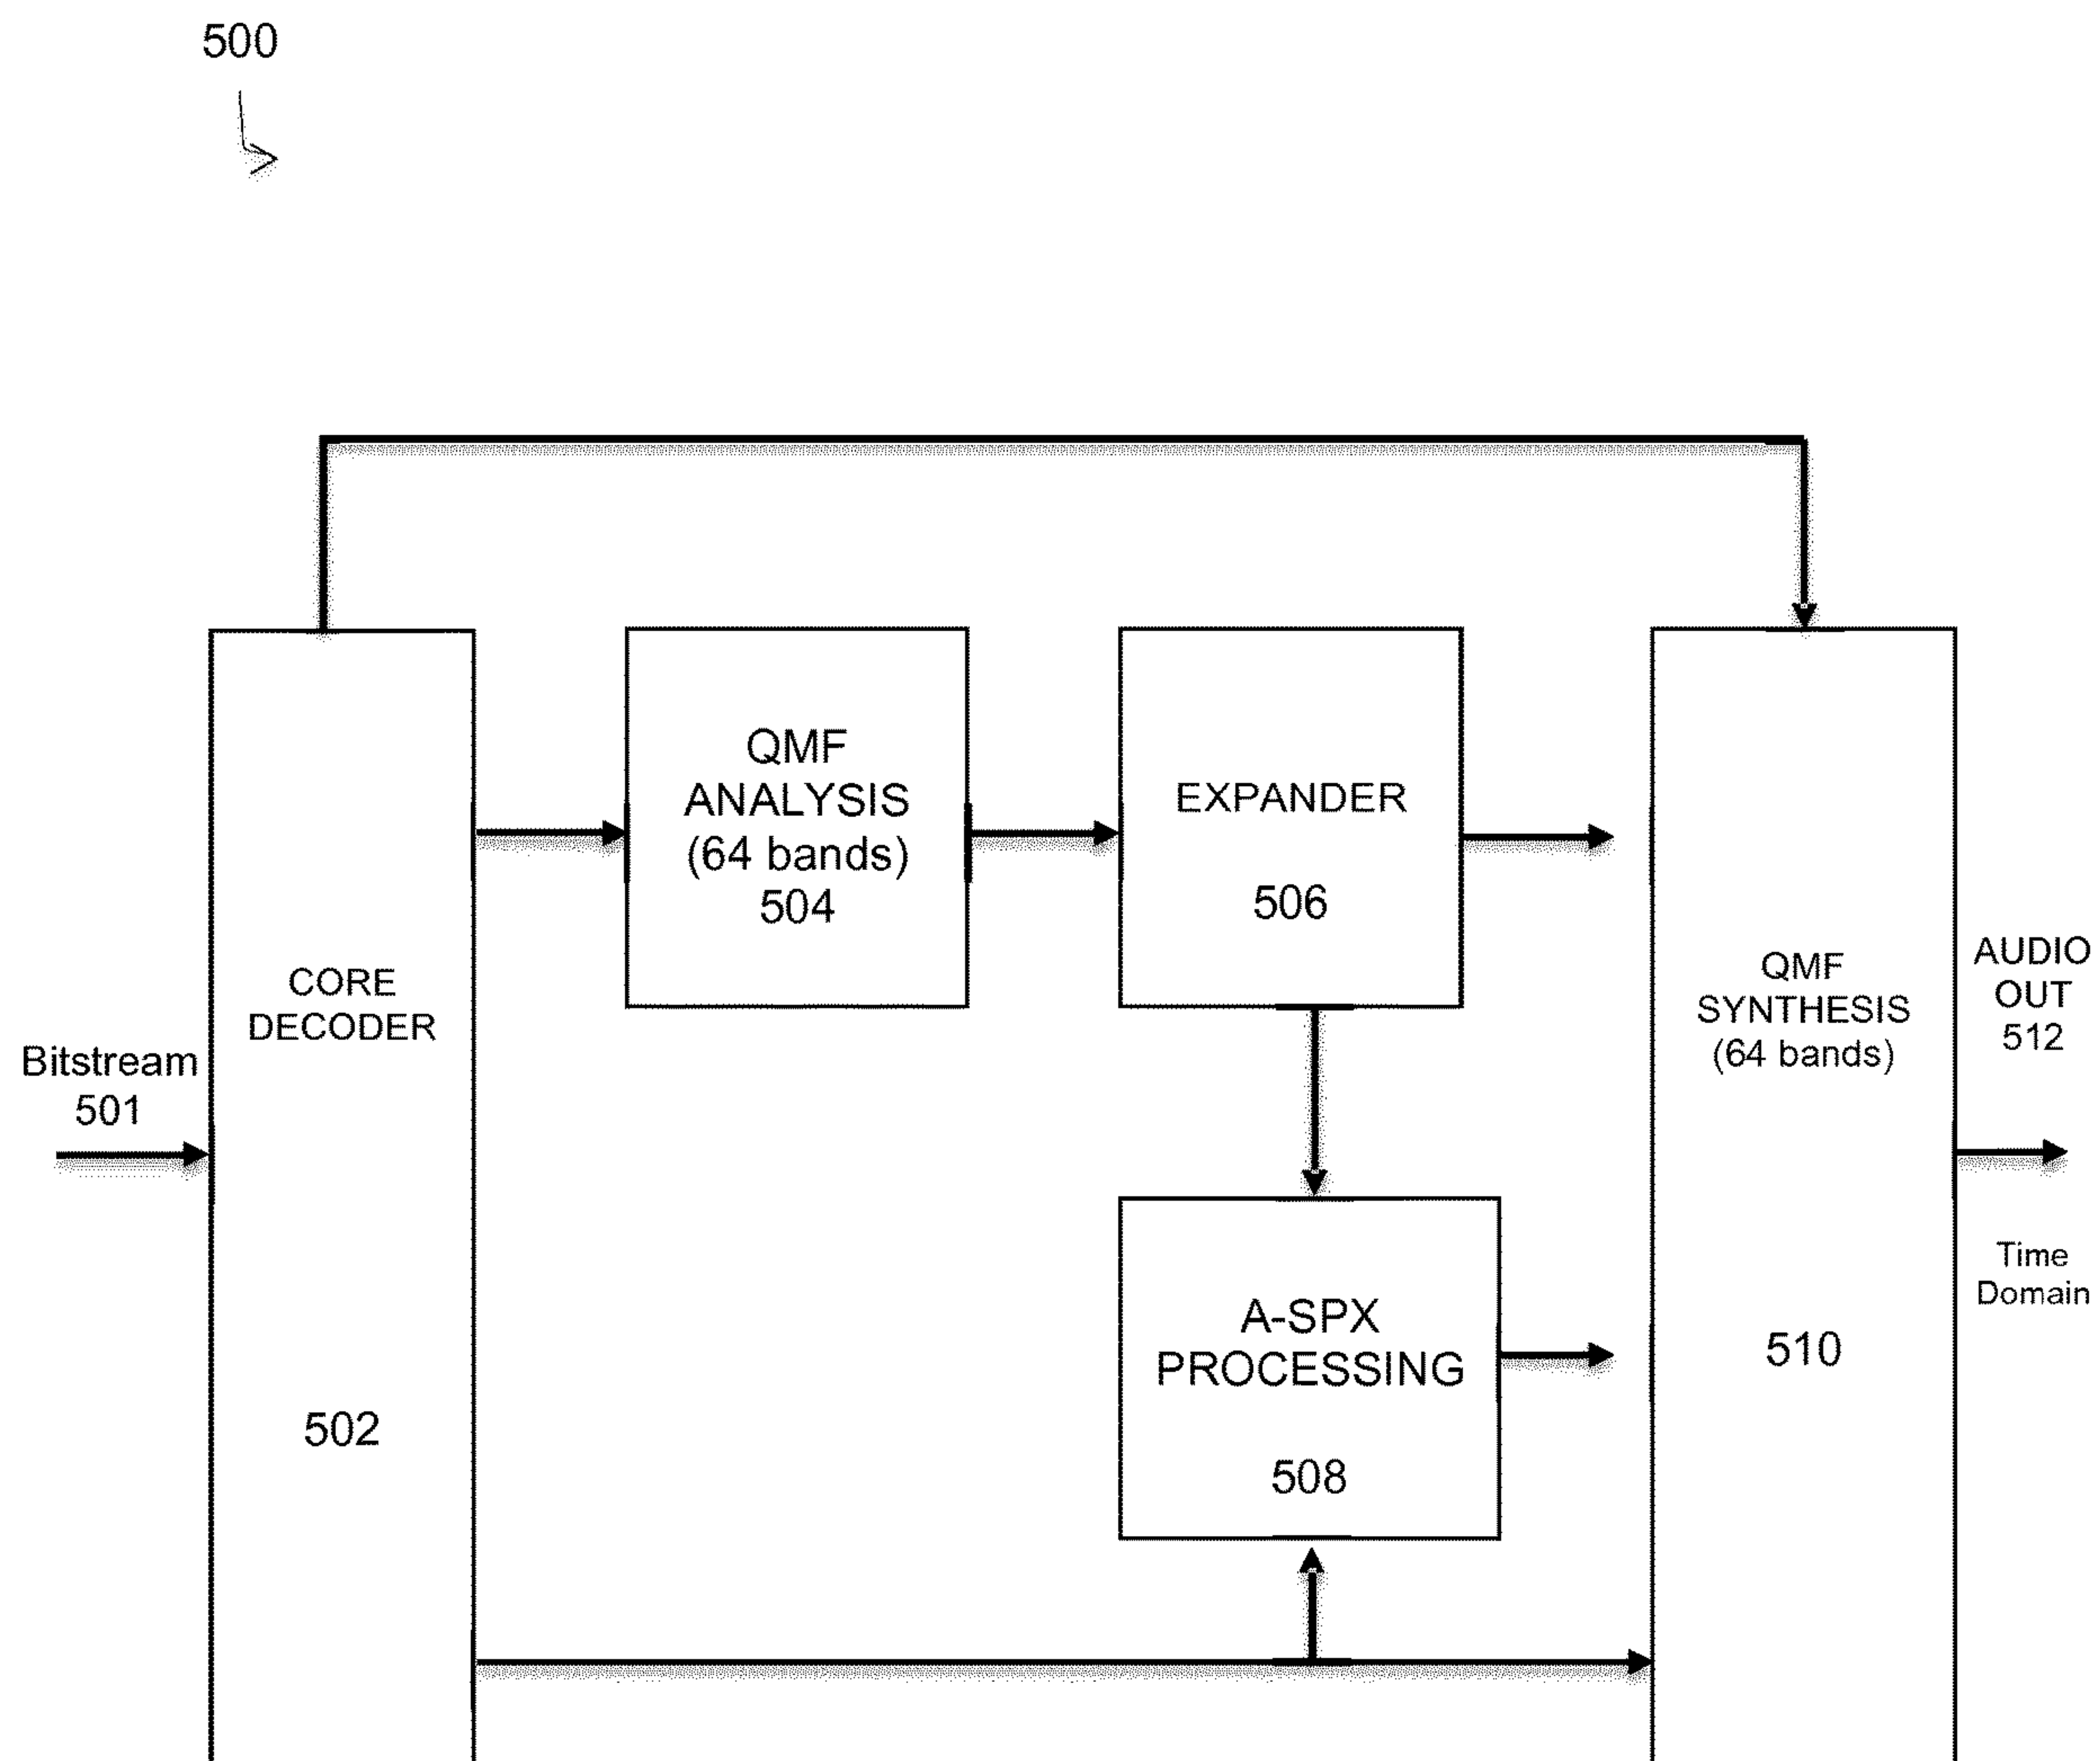 500
QMF
ANALYSIS
(64 bands)
504
EXPANDER
506
CORE
DECODER
502
Bitstream
501
QMF
SYNTHESIS
(64 bands)
510
AUDIO
OUT
512
Time
Domain
A-SPX
PROCESSING
508